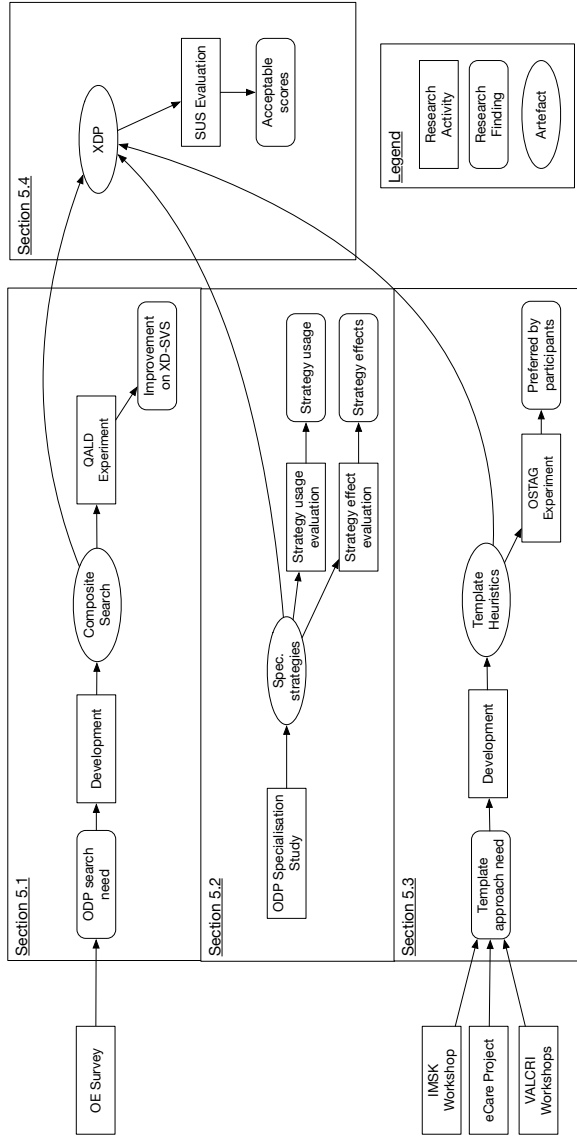 OE Survey
IMSK
Workshop
eCare Project
VALCRI
Workshops
Section 5.1
ODP search
need
Development
Composite
Search
QALD
Experiment
Improvement
on XD-SVS
Section 5.2
ODP Specialisation
Study
Spec.
strategies
Strategy usage
evaluation
Strategy usage
Strategy effect
evaluation
Strategy effects
Section 5.3
Template
approach need
Development
Template
Heuristics
OSTAG
Experiment
Preferred by
participants
Section 5.4
XDP
SUS Evaluation
Acceptable
scores
Legend
Research
Activity
Research
Finding
Artefact